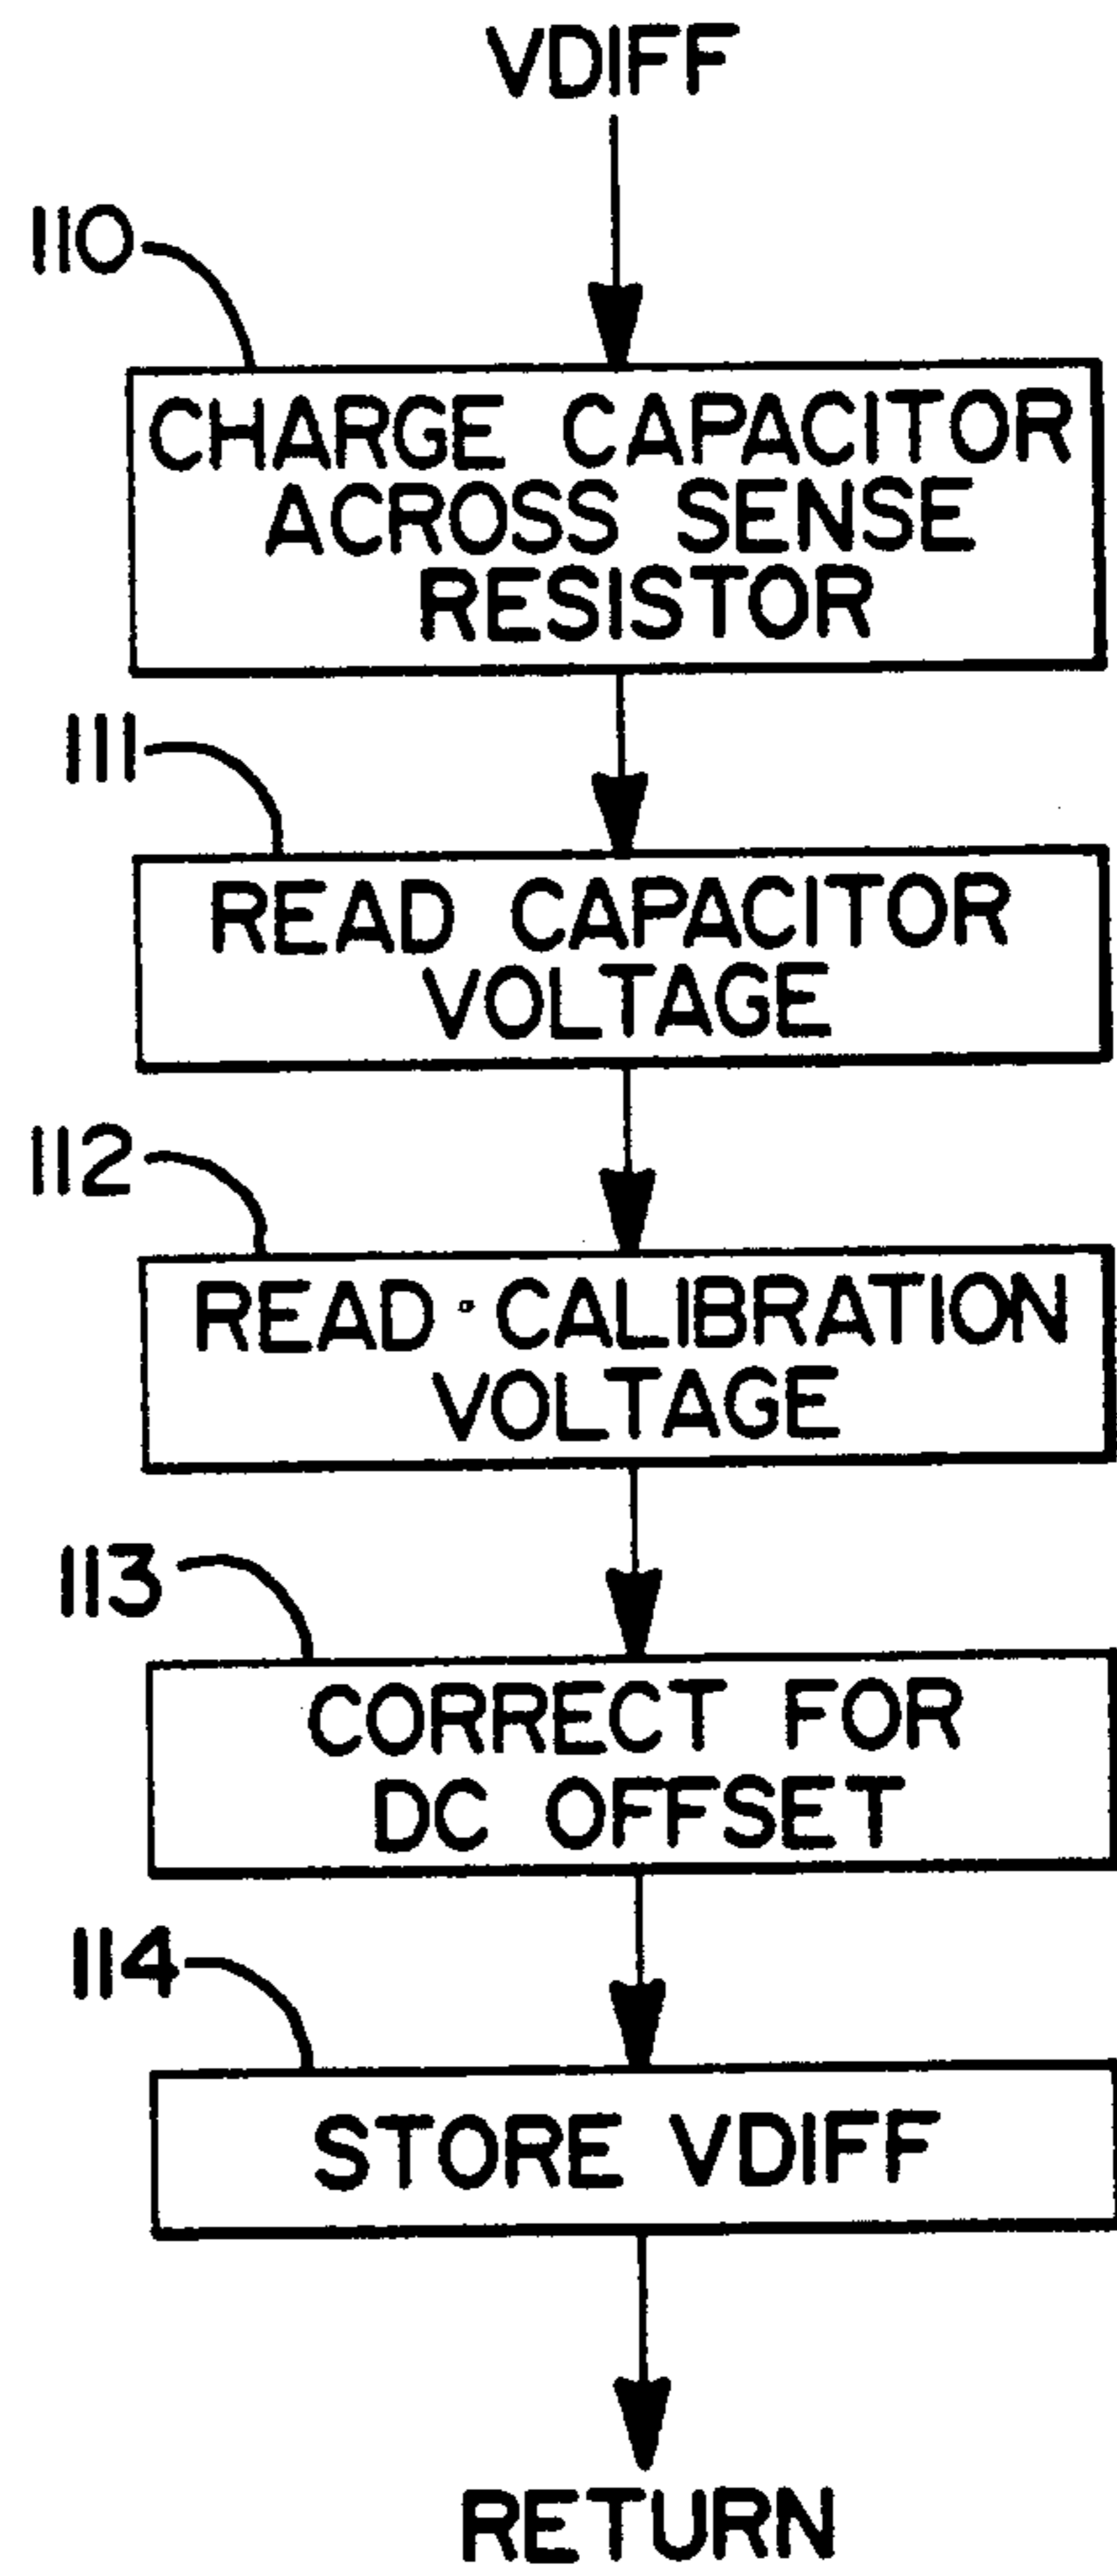 VDIFF
110
CHARGE CAPACITOR
ACROSS SENSE
RESISTOR
111
READ CAPACITOR
VOLTAGE
112
READ CALIBRATION
VOLTAGE
113
CORRECT FOR
DC OFFSET
114
STORE VDIFF
RETURN